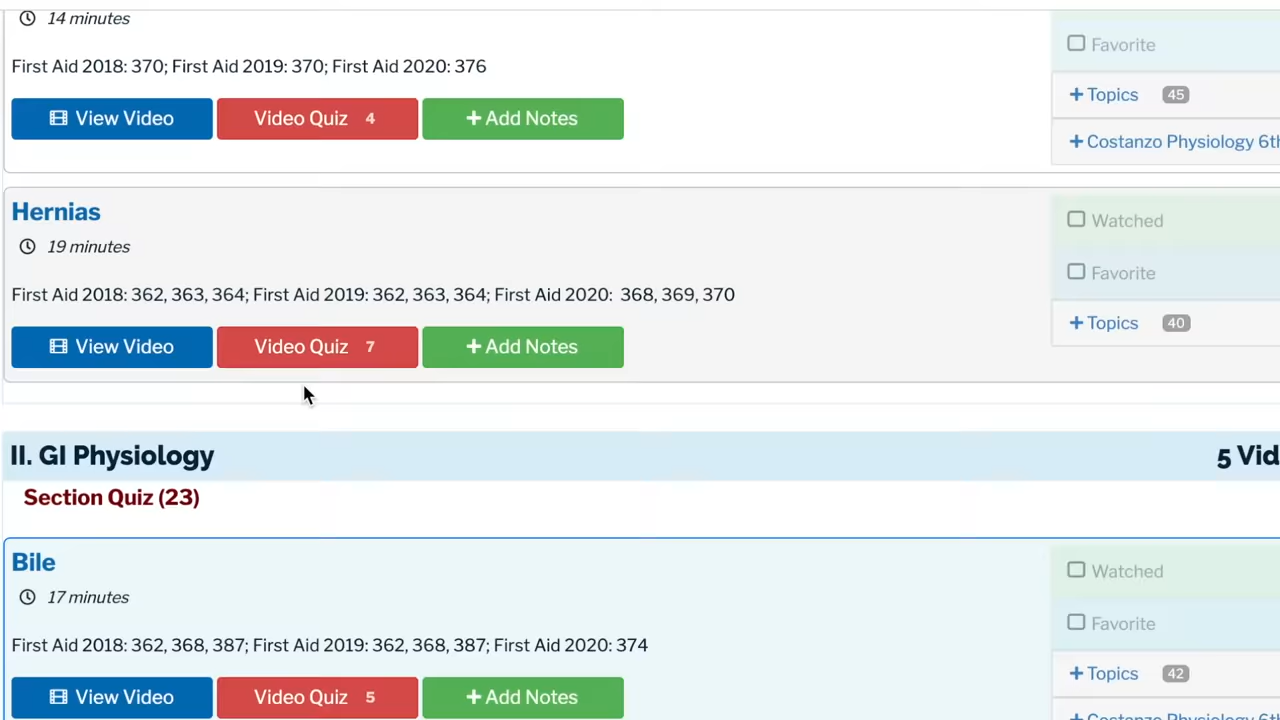 14 minutes
Favorite
First Aid 2018: 370; First Aid 2019: 370; First Aid 2020: 376
+ Topics 45
View Video Video Quiz 4 + Add Notes
+ Costanzo Physiology 6th
Hernias
Watched
19 minutes
Favorite
First Aid 2018: 362, 363, 364; First Aid 2019: 362, 363, 364; First Aid 2020: 368, 369, 370
+ Topics 40
View Video Video Quiz 7 + Add Notes
II. GI Physiology 5 Vid
Section Quiz (23)
Bile
Watched
17 minutes
Favorite
First Aid 2018: 362, 368, 387; First Aid 2019: 362, 368, 387; First Aid 2020: 374
+ Topics 42
View Video Video Quiz 5 + Add Notes
+ Costanzo Physiology 6th